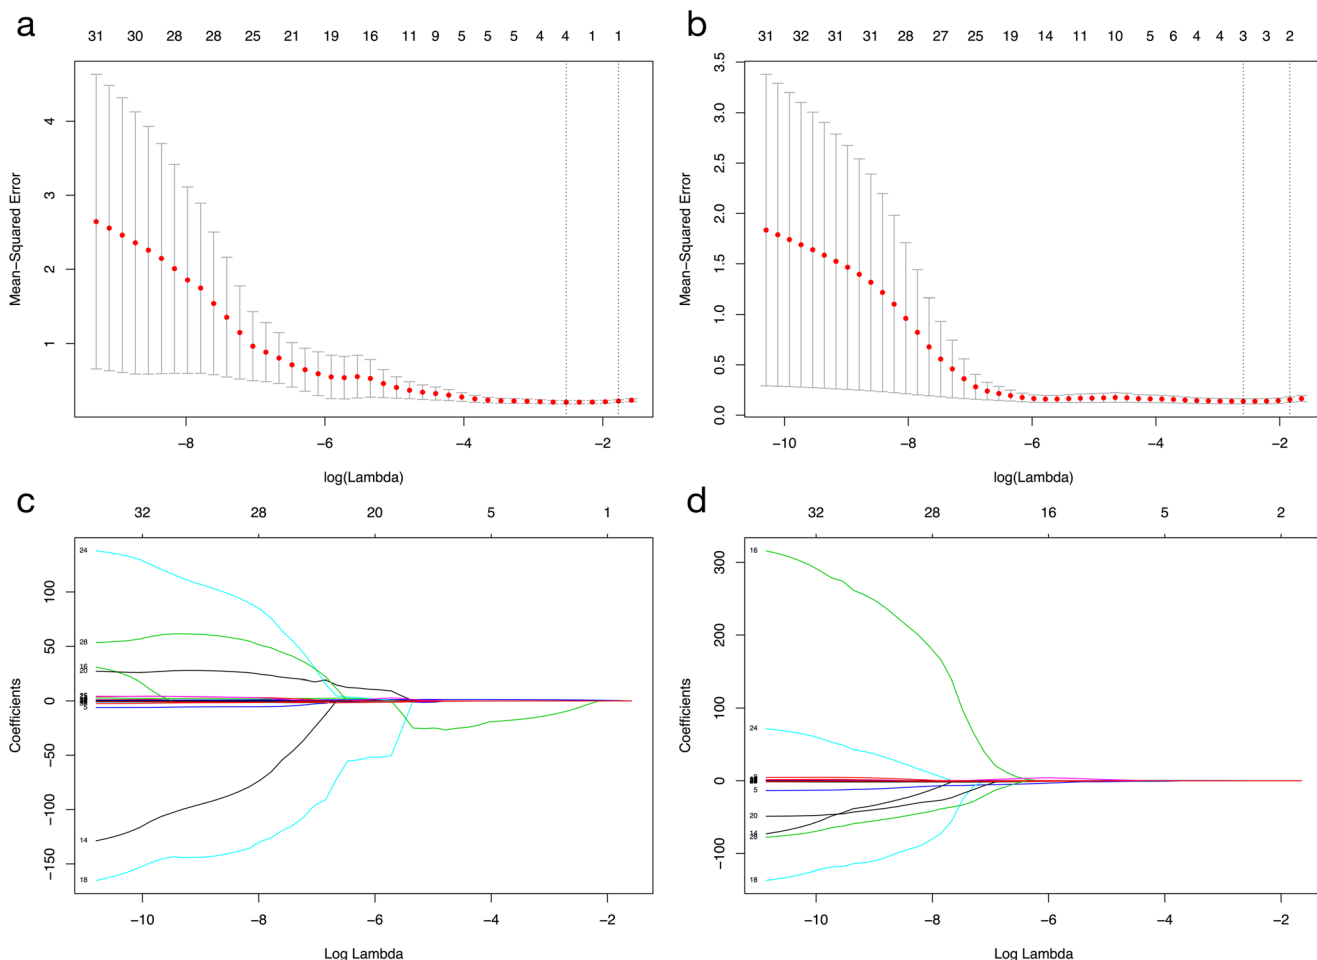 a
31 30 28 28 25 21 19 16 11 9 5 5 5 4 4 1 1
4
3
2
1
Mean−Squared Error
−8 −6 −4 −2
log(Lambda)
b
31 32 31 31 28 27 25 19 14 11 10 5 6 4 4 3 3 2
3.5
3.0
2.5
2.0
1.5
1.0
0.5
0.0
Mean−Squared Error
−10 −8 −6 −4 −2
log(Lambda)
c
32 28 20 5 1
100
50
0
−50
−100
−150
Coefficients
24
28
16
20
5
14
18
−10 −8 −6 −4 −2
Log Lambda
d
32 28 16 5 2
300
200
100
0
−100
Coefficients
16
24
5
20
14
28
18
−10 −8 −6 −4 −2
Log Lambda